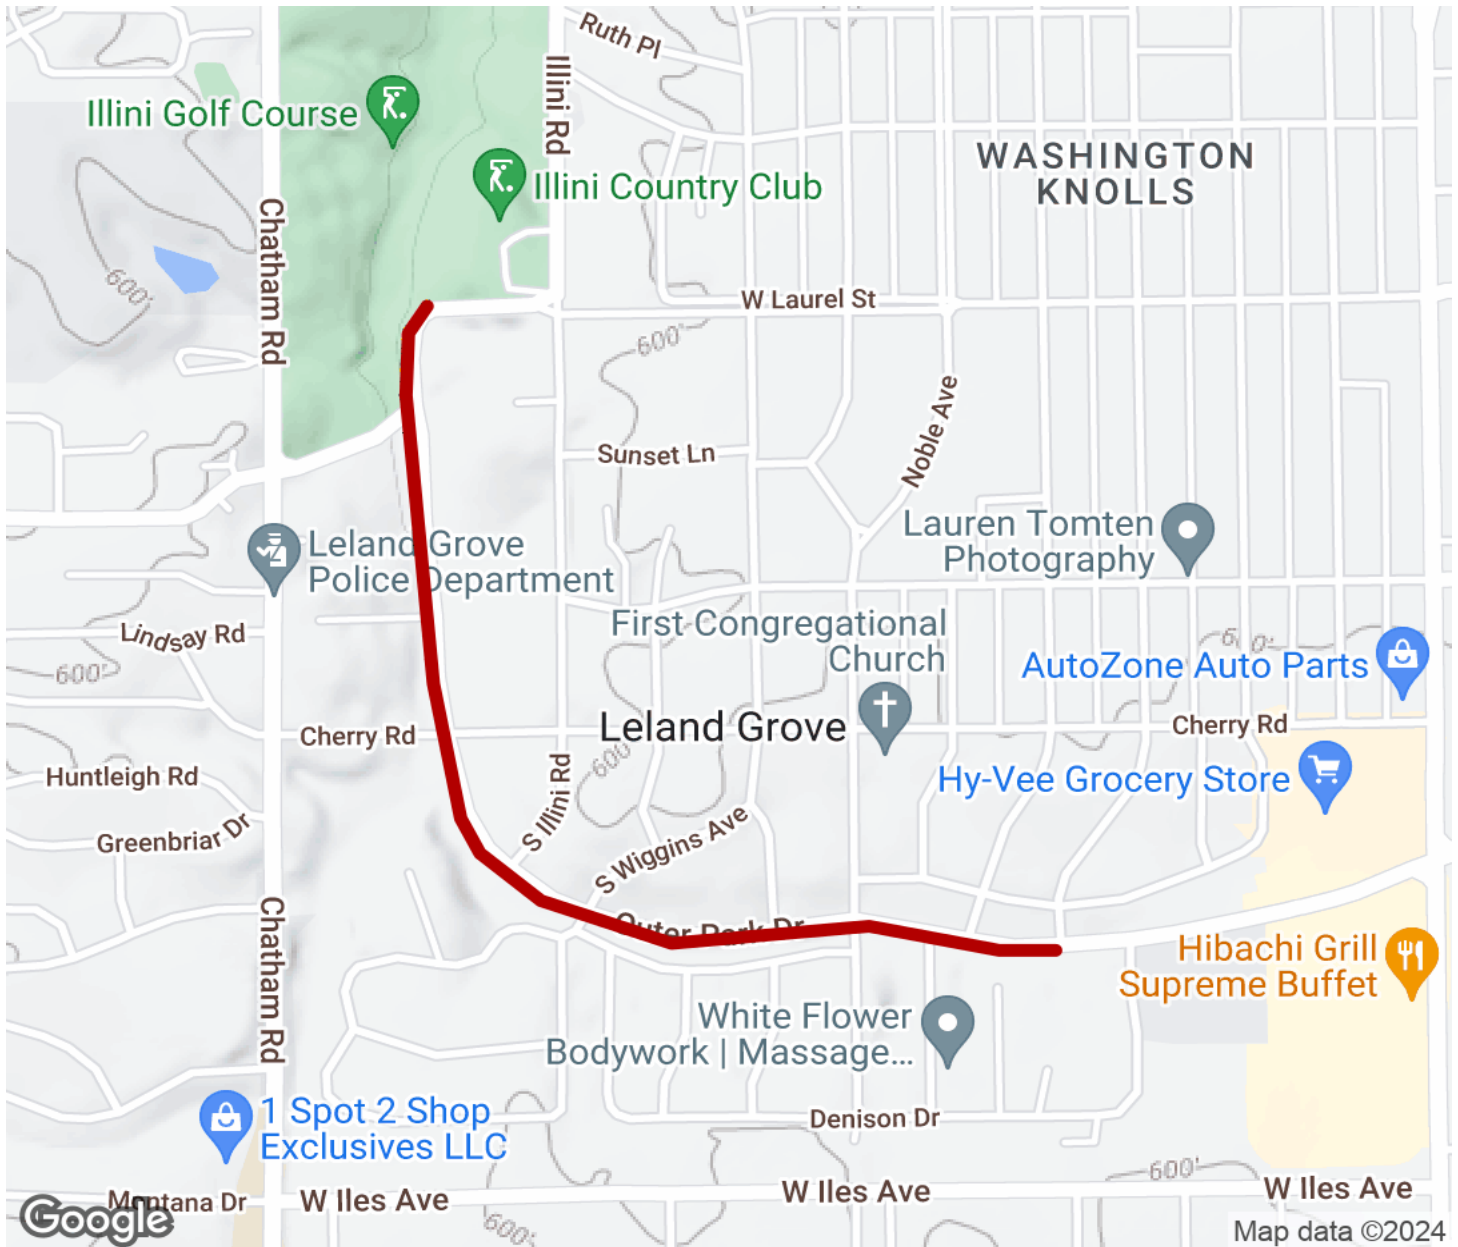 Ruth Pl
Illini Rd
Illini Golf Course
WASHINGTON
KNOLLS
Illini Country Club
Chatham Rd
600'
W Laurel St
600'
Noble Ave
Sunset Ln
Lauren Tomten
Photography
Leland Grove
Police Department
First Congregational
Church
Lindsay Rd
600'
600'
AutoZone Auto Parts
Cherry Rd
Leland Grove
Cherry Rd
600
Huntleigh Rd
Hy-Vee Grocery Store
S Illini Rd
Greenbriar Dr
S Wiggins Ave
Outer Park Dr
Chatham Rd
Hibachi Grill
Supreme Buffet
White Flower
Bodywork | Massage...
1 Spot 2 Shop
Exclusives LLC
Denison Dr
600'
Montana Dr
W Iles Ave
W Iles Ave
W Iles Ave
600'
Google
Map data ©2024